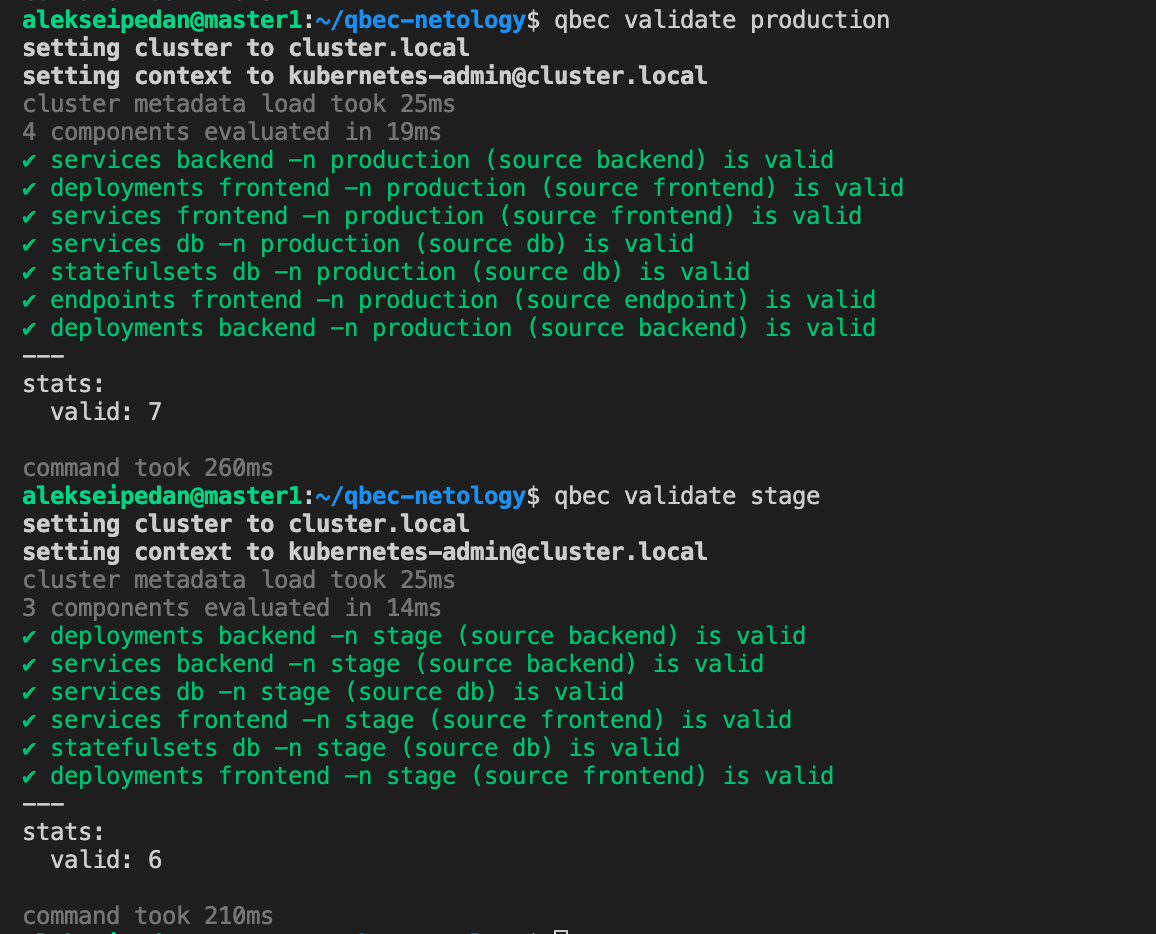 alekseipedan@master1:~/qbec-netology$ qbec validate production
setting cluster to cluster.local
setting context to kubernetes-admin@cluster.local
cluster metadata load took 25ms
4 components evaluated in 19ms
✔ services backend -n production (source backend) is valid
✔ deployments frontend -n production (source frontend) is valid
✔ services frontend -n production (source frontend) is valid
✔ services db -n production (source db) is valid
✔ statefulsets db -n production (source db) is valid
✔ endpoints frontend -n production (source endpoint) is valid
✔ deployments backend -n production (source backend) is valid
---
stats:
  valid: 7

command took 260ms
alekseipedan@master1:~/qbec-netology$ qbec validate stage
setting cluster to cluster.local
setting context to kubernetes-admin@cluster.local
cluster metadata load took 25ms
3 components evaluated in 14ms
✔ deployments backend -n stage (source backend) is valid
✔ services backend -n stage (source backend) is valid
✔ services db -n stage (source db) is valid
✔ services frontend -n stage (source frontend) is valid
✔ statefulsets db -n stage (source db) is valid
✔ deployments frontend -n stage (source frontend) is valid
---
stats:
  valid: 6

command took 210ms